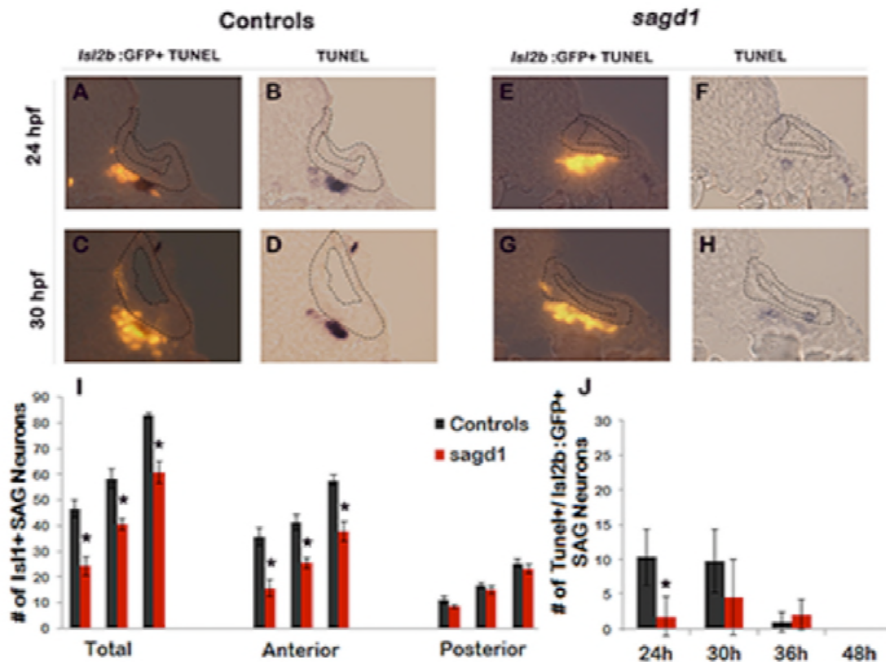 Controls
sagd1
Isl2b :GFP+ TUNEL
TUNEL
Isl2b :GFP+ TUNEL
TUNEL
24 hpf
A
B
E
F
30 hpf
C
D
G
H
I
# of Isl1+ SAG Neurons
90
80
70
60
50
40
30
20
10
0
Total
Anterior
Posterior
Controls
sagd1
J
# of Tunel+/ Isl2b :GFP+
SAG Neurons
30
25
20
15
10
5
0
24h
30h
36h
48h